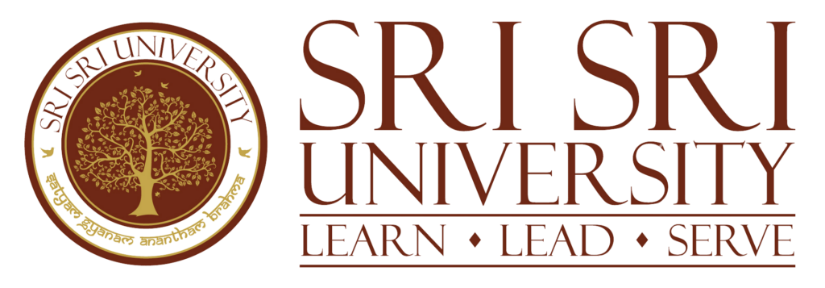 SRI SRI UNIVERSITY
satyam gyanam anantham brahma
SRI SRI
UNIVERSITY
LEARN ♦ LEAD ♦ SERVE